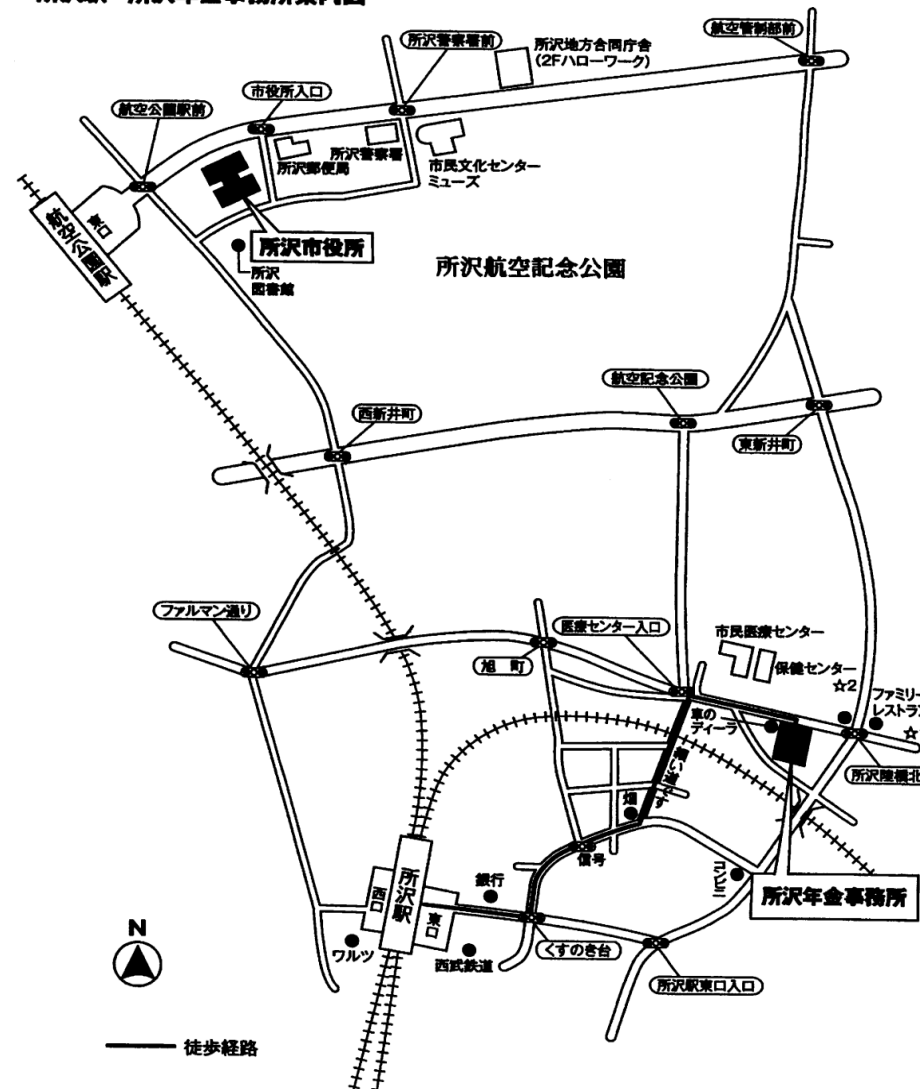 航空管制部前
所沢警察署前
所沢地方合同庁舎
(2Fハローワーク)
市役所入口
航空公園駅前
所沢警察署
所沢郵便局
市民文化センター
ミューズ
東口
航空公園駅
所沢市役所
所沢
図書館
所沢航空記念公園
航空記念公園
西新井町
東新井町
ファルマン通り
医療センター入口
旭町
市民医療センター
保健センター
☆2
ファミリー
レストラ
☆
車の
ディーラ
所沢陸橋北
細い道です
畑
信号
コンビニ
所沢年金事務所
銀行
所沢駅
西口
東口
ワルツ
西武鉄道
くすのき台
所沢駅東口入口
N
徒歩経路